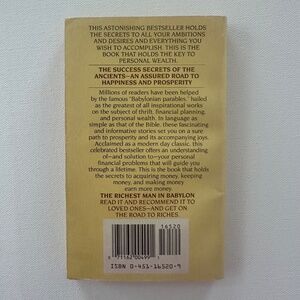 THIS ASTONISHING BESTSELLER HOLDS
THE SECRETS TO ALL YOUR AMBITIONS
AND DESIRES AND EVERYTHING YOU
WISH TO ACCOMPLISH. THIS IS THE
BOOK THAT HOLDS THE KEY TO
PERSONAL WEALTH.
THE SUCCESS SECRETS OF THE
ANCIENTS—AN ASSURED ROAD TO
HAPPINESS AND PROSPERITY
Millions of readers have been helped
by the famous "Babylonian parables," hailed
as the greatest of all inspirational works
on the subject of thrift, financial planning,
and personal wealth. In language as
simple as that of the Bible, these fascinating
and informative stories set you on a sure
path to prosperity and its accompanying joys.
Acclaimed as a modern day classic, this
celebrated bestseller offers an understanding
of—and solution to—your personal
financial problems that will guide you
through a lifetime. This is the book that holds
the secrets to acquiring money, keeping
money, and making money
earn more money.
THE RICHEST MAN IN BABYLON
READ IT AND RECOMMEND IT TO
LOVED ONES—AND GET ON
THE ROAD TO RICHES.
16520
71162 00499
ISBN 0-451-16520-9